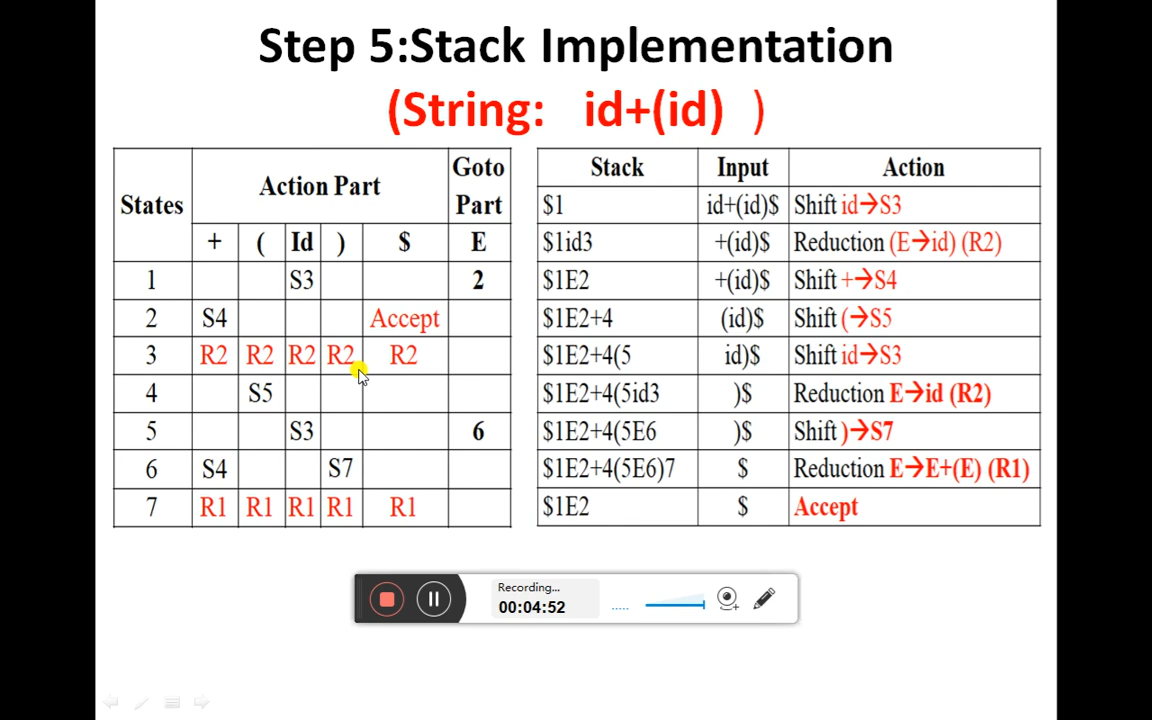 Step 5:Stack Implementation
(String: id+(id) )
States Action Part Goto Part
+ ( Id ) $ E
1 S3 2
2 S4 Accept
3 R2 R2 R2 R2 R2
4 S5
5 S3 6
6 S4 S7
7 R1 R1 R1 R1 R1
Stack Input Action
$1 id+(id)$ Shift id→S3
$1id3 +(id)$ Reduction (E→id) (R2)
$1E2 +(id)$ Shift +→S4
$1E2+4 (id)$ Shift (→S5
$1E2+4(5 id)$ Shift id→S3
$1E2+4(5id3 )$ Reduction E→id (R2)
$1E2+4(5E6 )$ Shift )→S7
$1E2+4(5E6)7 $ Reduction E→E+(E) (R1)
$1E2 $ Accept
Recording...
00:04:52